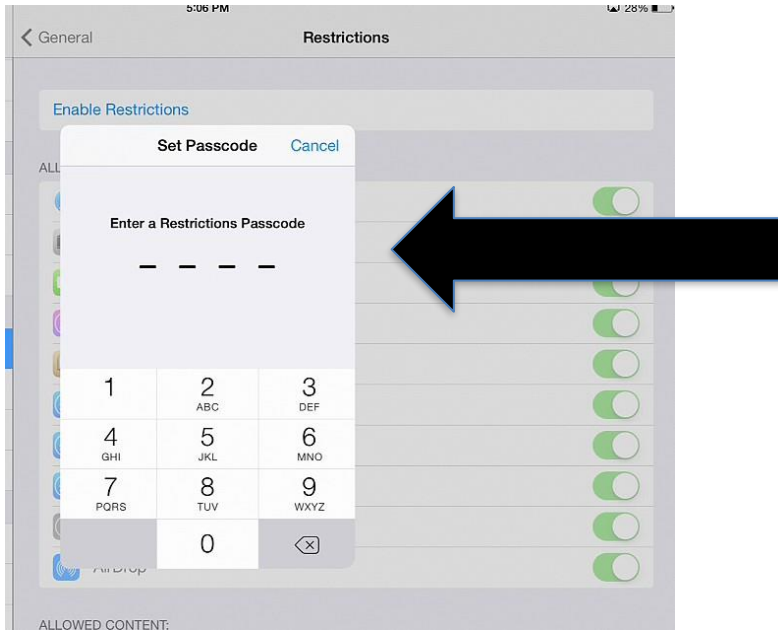 5:06 PM 28%
General Restrictions
Enable Restrictions
Set Passcode Cancel
ALL
Enter a Restrictions Passcode
1 2 3
ABC DEF
4 5 6
GHI JKL MNO
7 8 9
PQRS TUV WXYZ
0
AirDrop
ALLOWED CONTENT: